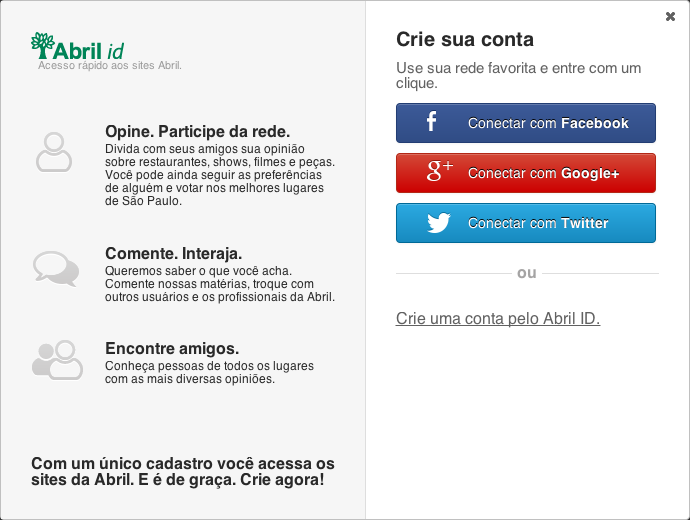 Abril id
Acesso rápido aos sites Abril.
Opine. Participe da rede.
Divida com seus amigos sua opinião
sobre restaurantes, shows, filmes e peças.
Você pode ainda seguir as preferências
de alguém e votar nos melhores lugares
de São Paulo.
Comente. Interaja.
Queremos saber o que você acha.
Comente nossas matérias, troque com
outros usuários e os profissionais da Abril.
Encontre amigos.
Conheça pessoas de todos os lugares
com as mais diversas opiniões.
Com um único cadastro você acessa os
sites da Abril. E é de graça. Crie agora!
Crie sua conta
Use sua rede favorita e entre com um
clique.
f Conectar com Facebook
g+ Conectar com Google+
Conectar com Twitter
ou
Crie uma conta pelo Abril ID.